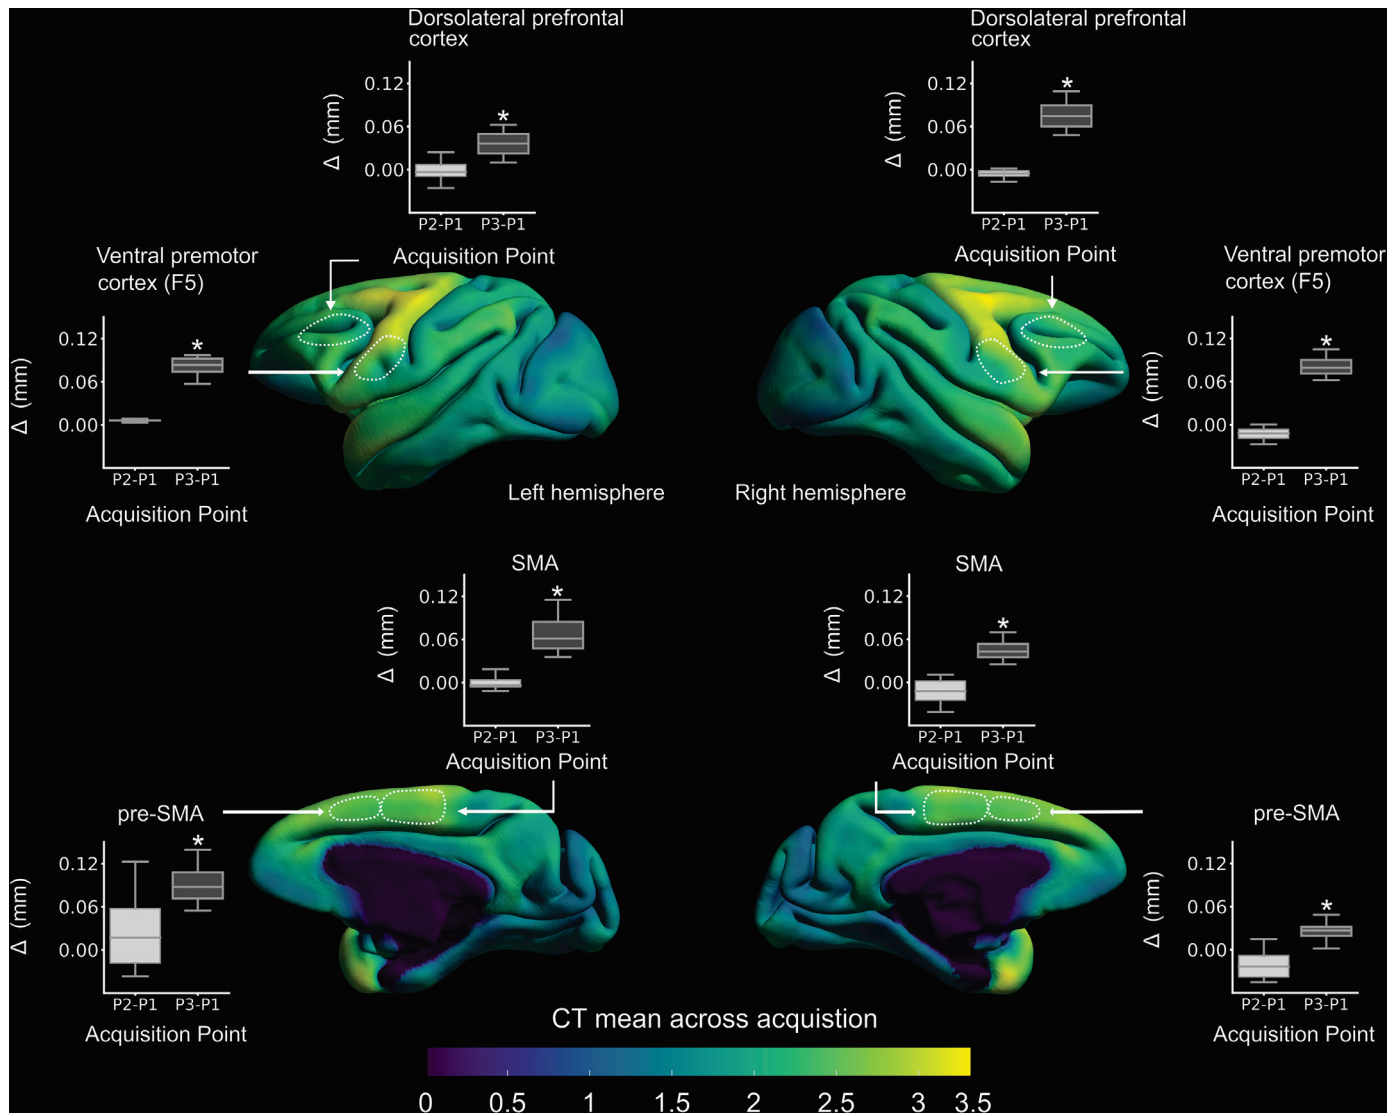 Dorsolateral prefrontal
cortex
0.12
0.06
0.00
Δ (mm)
*
P2-P1 P3-P1
Acquisition Point
Dorsolateral prefrontal
cortex
0.12
0.06
0.00
Δ (mm)
*
P2-P1 P3-P1
Acquisition Point
Ventral premotor
cortex (F5)
0.12
0.06
0.00
Δ (mm)
*
P2-P1 P3-P1
Acquisition Point
Ventral premotor
cortex (F5)
0.12
0.06
0.00
Δ (mm)
*
P2-P1 P3-P1
Acquisition Point
Left hemisphere
Right hemisphere
SMA
0.12
0.06
0.00
Δ (mm)
*
P2-P1 P3-P1
Acquisition Point
SMA
0.12
0.06
0.00
Δ (mm)
*
P2-P1 P3-P1
Acquisition Point
pre-SMA
0.12
0.06
0.00
Δ (mm)
*
P2-P1 P3-P1
Acquisition Point
pre-SMA
0.12
0.06
0.00
Δ (mm)
*
P2-P1 P3-P1
Acquisition Point
CT mean across acquistion
0 0.5 1 1.5 2 2.5 3 3.5